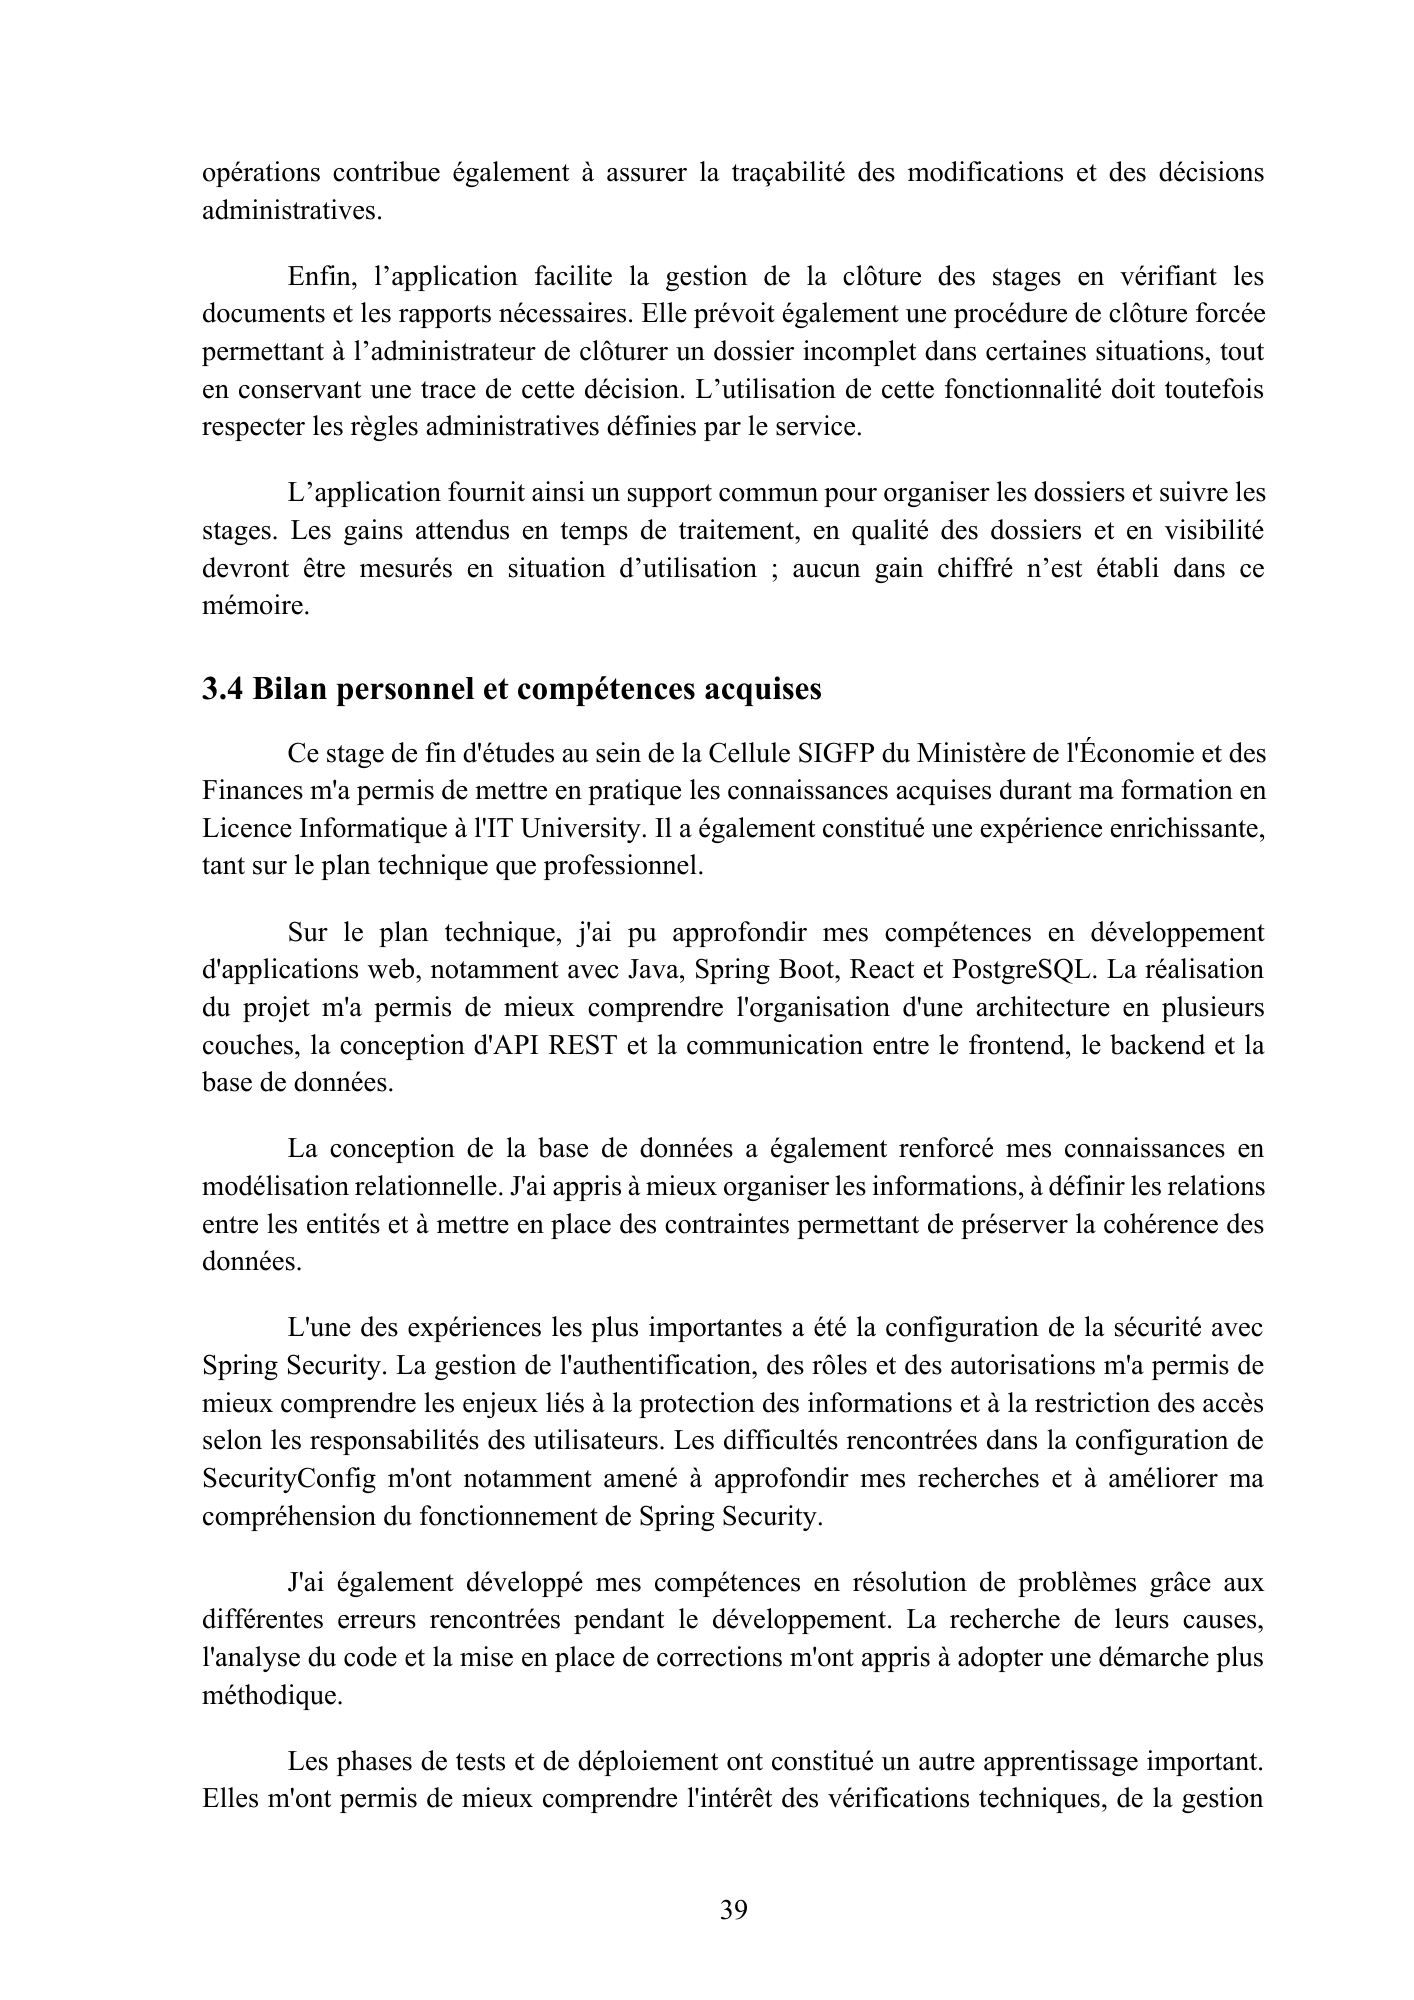 opérations contribue également à assurer la traçabilité des modifications et des décisions
administratives.
Enfin, l’application facilite la gestion de la clôture des stages en vérifiant les
documents et les rapports nécessaires. Elle prévoit également une procédure de clôture forcée
permettant à l’administrateur de clôturer un dossier incomplet dans certaines situations, tout
en conservant une trace de cette décision. L’utilisation de cette fonctionnalité doit toutefois
respecter les règles administratives définies par le service.
L’application fournit ainsi un support commun pour organiser les dossiers et suivre les
stages. Les gains attendus en temps de traitement, en qualité des dossiers et en visibilité
devront être mesurés en situation d’utilisation ; aucun gain chiffré n’est établi dans ce
mémoire.
3.4 Bilan personnel et compétences acquises
Ce stage de fin d'études au sein de la Cellule SIGFP du Ministère de l'Économie et des
Finances m'a permis de mettre en pratique les connaissances acquises durant ma formation en
Licence Informatique à l'IT University. Il a également constitué une expérience enrichissante,
tant sur le plan technique que professionnel.
Sur le plan technique, j'ai pu approfondir mes compétences en développement
d'applications web, notamment avec Java, Spring Boot, React et PostgreSQL. La réalisation
du projet m'a permis de mieux comprendre l'organisation d'une architecture en plusieurs
couches, la conception d'API REST et la communication entre le frontend, le backend et la
base de données.
La conception de la base de données a également renforcé mes connaissances en
modélisation relationnelle. J'ai appris à mieux organiser les informations, à définir les relations
entre les entités et à mettre en place des contraintes permettant de préserver la cohérence des
données.
L'une des expériences les plus importantes a été la configuration de la sécurité avec
Spring Security. La gestion de l'authentification, des rôles et des autorisations m'a permis de
mieux comprendre les enjeux liés à la protection des informations et à la restriction des accès
selon les responsabilités des utilisateurs. Les difficultés rencontrées dans la configuration de
SecurityConfig m'ont notamment amené à approfondir mes recherches et à améliorer ma
compréhension du fonctionnement de Spring Security.
J'ai également développé mes compétences en résolution de problèmes grâce aux
différentes erreurs rencontrées pendant le développement. La recherche de leurs causes,
l'analyse du code et la mise en place de corrections m'ont appris à adopter une démarche plus
méthodique.
Les phases de tests et de déploiement ont constitué un autre apprentissage important.
Elles m'ont permis de mieux comprendre l'intérêt des vérifications techniques, de la gestion
39